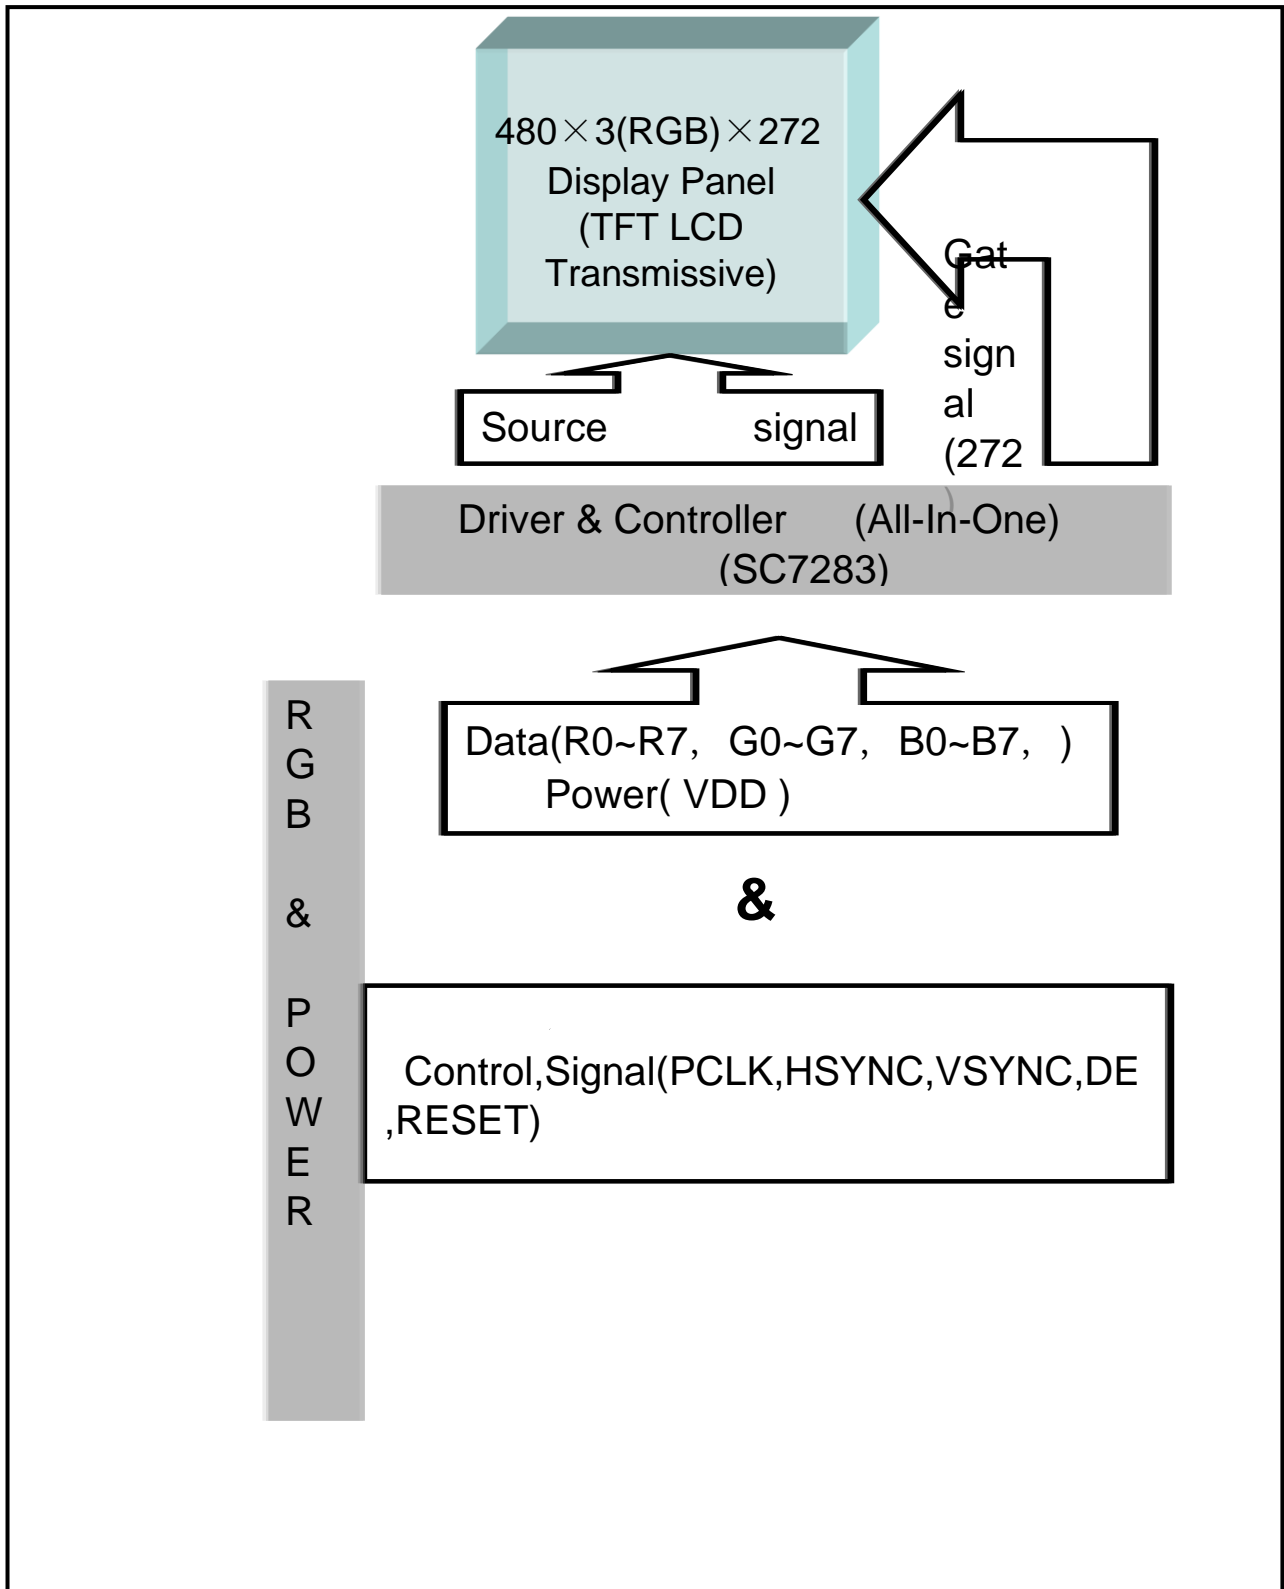 480×3(RGB)×272
Display Panel
(TFT LCD
Transmissive)
Gat
e
sign
al
(272
)
Source signal
Driver & Controller (All-In-One)
(SC7283)
Data(R0~R7, G0~G7, B0~B7, )
Power( VDD )
&
R
G
B
&
P
O
W
E
R
Control,Signal(PCLK,HSYNC,VSYNC,DE
,RESET)